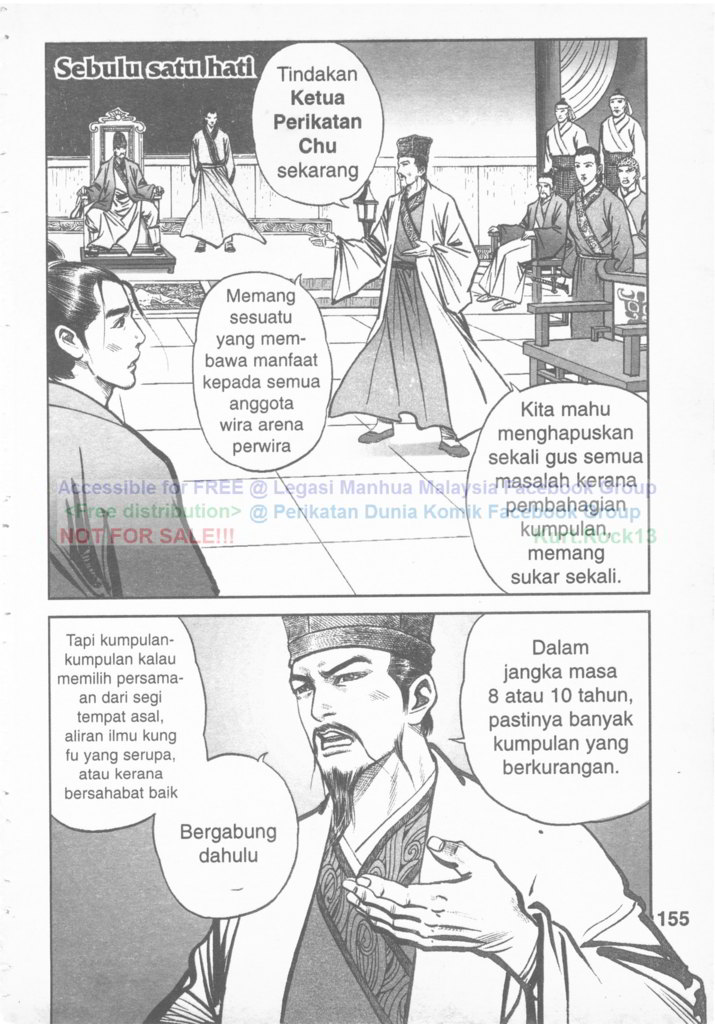 Sebulu satu hati
Tindakan
Ketua
Perikatan
Chu
sekarang
Memang
sesuatu
yang mem-
bawa manfaat
kepada semua
anggota
wira arena
perwira
Kita mahu
menghapuskan
sekali gus semua
masalah kerana
pembahagian
kumpulan,
memang
sukar sekali.
Accessible for FREE @ Legasi Manhua Malaysia Facebook Group
<Free distribution> @ Perikatan Dunia Komik Facebook Group
NOT FOR SALE!!! Kurt.Rock13
Tapi kumpulan-
kumpulan kalau
memilih persama-
an dari segi
tempat asal,
aliran ilmu kung
fu yang serupa,
atau kerana
bersahabat baik
Bergabung
dahulu
Dalam
jangka masa
8 atau 10 tahun,
pastinya banyak
kumpulan yang
berkurangan.
155